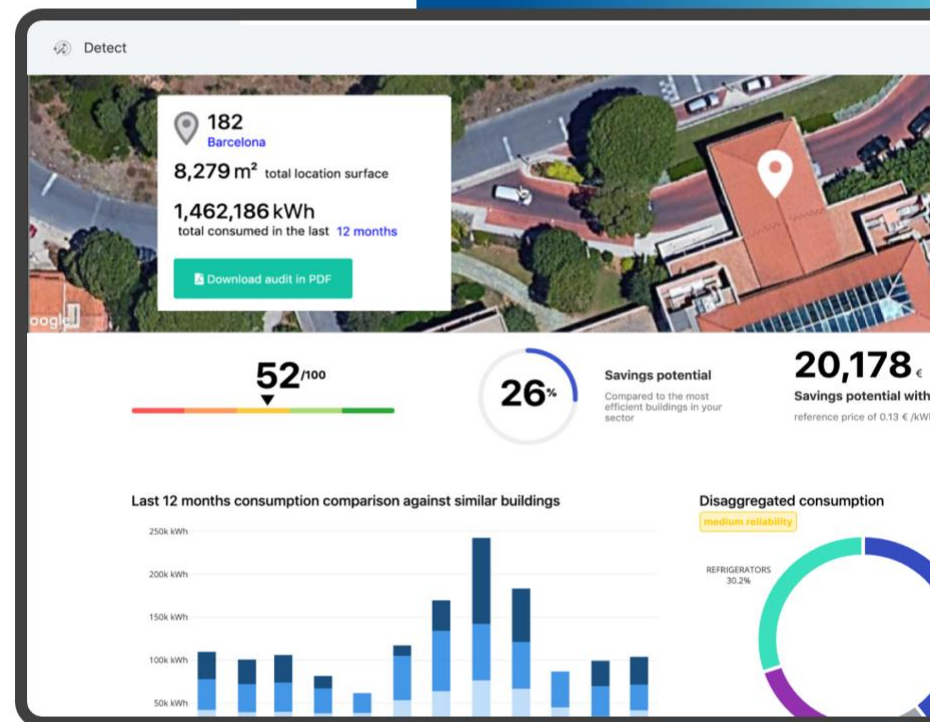 Detect
182
Barcelona
8,279 m² total location surface
1,462,186 kWh
total consumed in the last 12 months
Download audit in PDF
oogle
52/100
26%
Savings potential
Compared to the most
efficient buildings in your
sector
20,178 €
Savings potential with
reference price of 0.13 € /kW
Last 12 months consumption comparison against similar buildings
250k kWh
200k kWh
150k kWh
100k kWh
50k kWh
Disaggregated consumption
medium reliability
REFRIGERATORS
30.2%